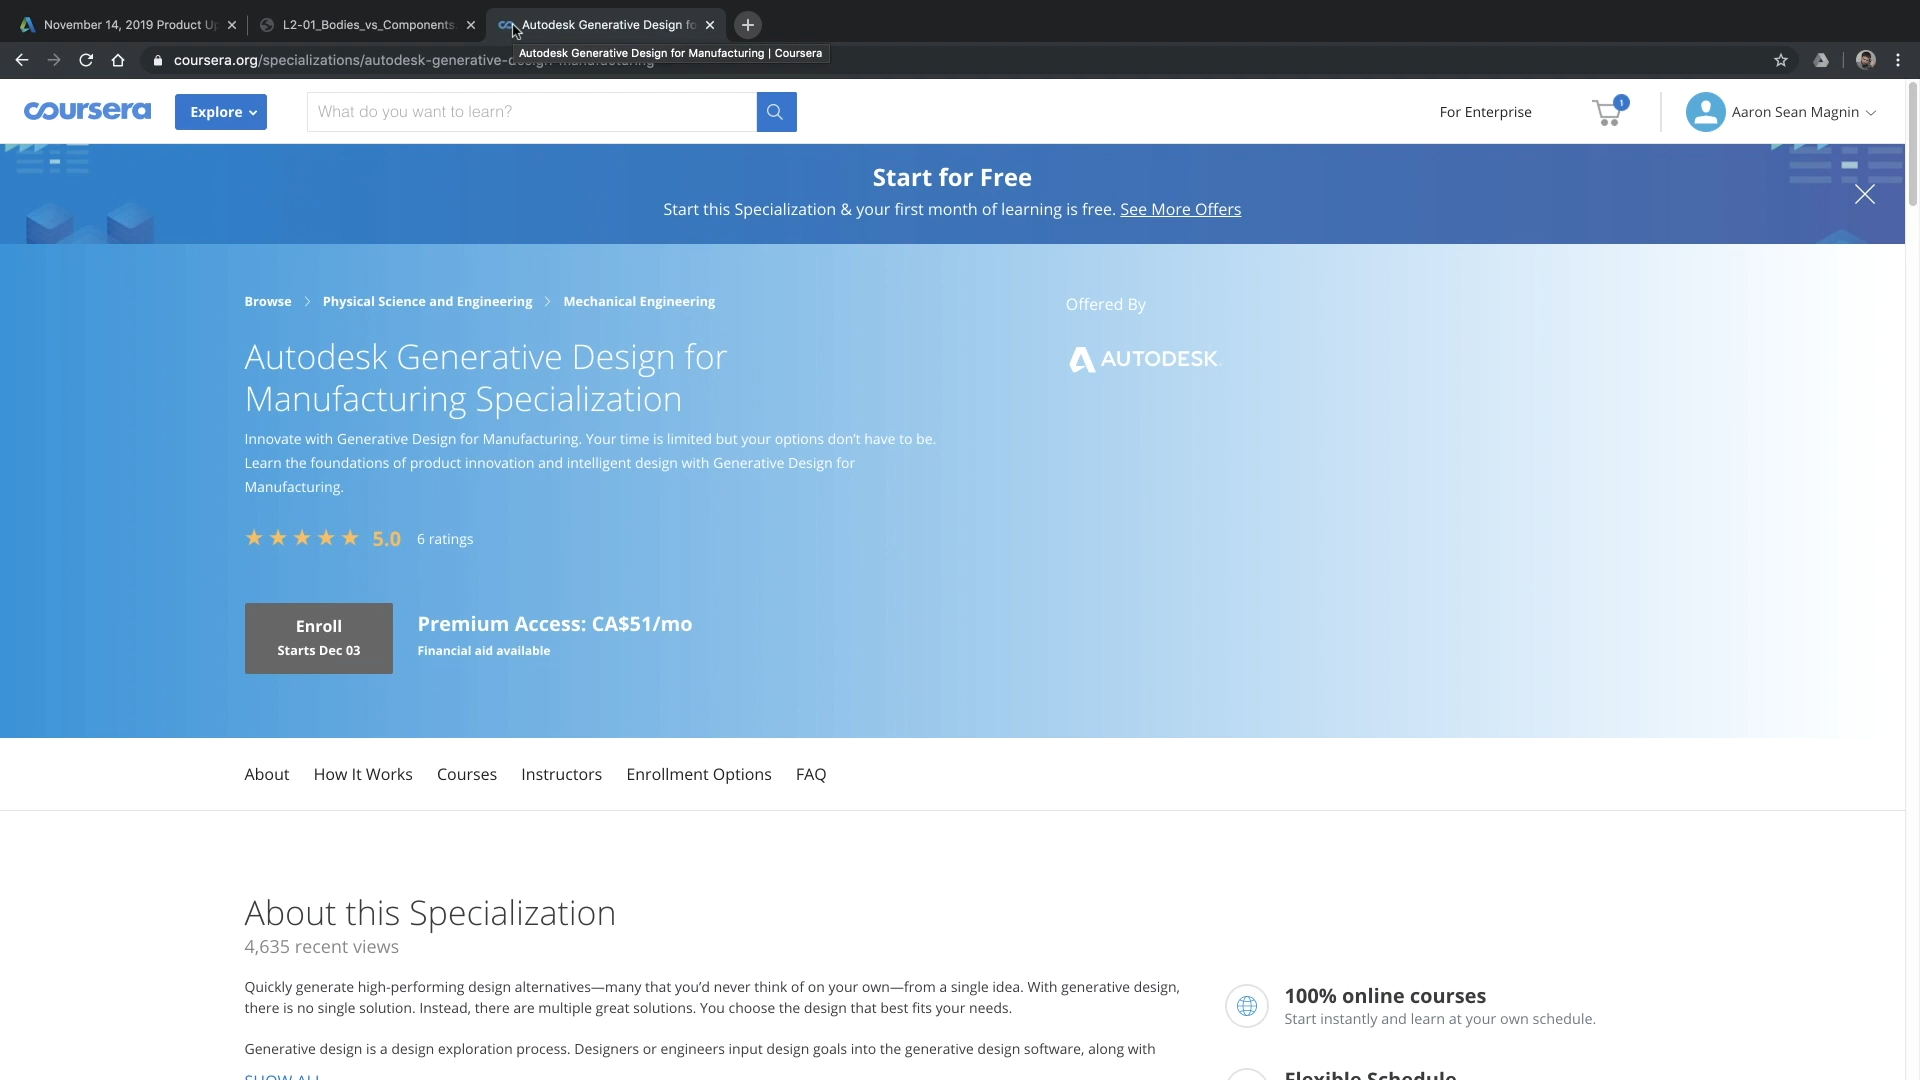 November 14, 2019 Product Up
L2-01_Bodies_vs_Components
Autodesk Generative Design fo
coursera.org/specializations/autodesk-generative-design-manufacturing
Autodesk Generative Design for Manufacturing | Coursera
coursera
Explore
What do you want to learn?
For Enterprise
1
Aaron Sean Magnin
Start for Free
Start this Specialization & your first month of learning is free. See More Offers
Browse > Physical Science and Engineering > Mechanical Engineering
Offered By
AUTODESK.
Autodesk Generative Design for
Manufacturing Specialization
Innovate with Generative Design for Manufacturing. Your time is limited but your options don't have to be.
Learn the foundations of product innovation and intelligent design with Generative Design for
Manufacturing.
5.0 6 ratings
Enroll
Starts Dec 03
Premium Access: CA$51/mo
Financial aid available
About How It Works Courses Instructors Enrollment Options FAQ
About this Specialization
4,635 recent views
Quickly generate high-performing design alternatives—many that you'd never think of on your own—from a single idea. With generative design,
there is no single solution. Instead, there are multiple great solutions. You choose the design that best fits your needs.
Generative design is a design exploration process. Designers or engineers input design goals into the generative design software, along with
SHOW ALL
100% online courses
Start instantly and learn at your own schedule.
Flexible Schedule